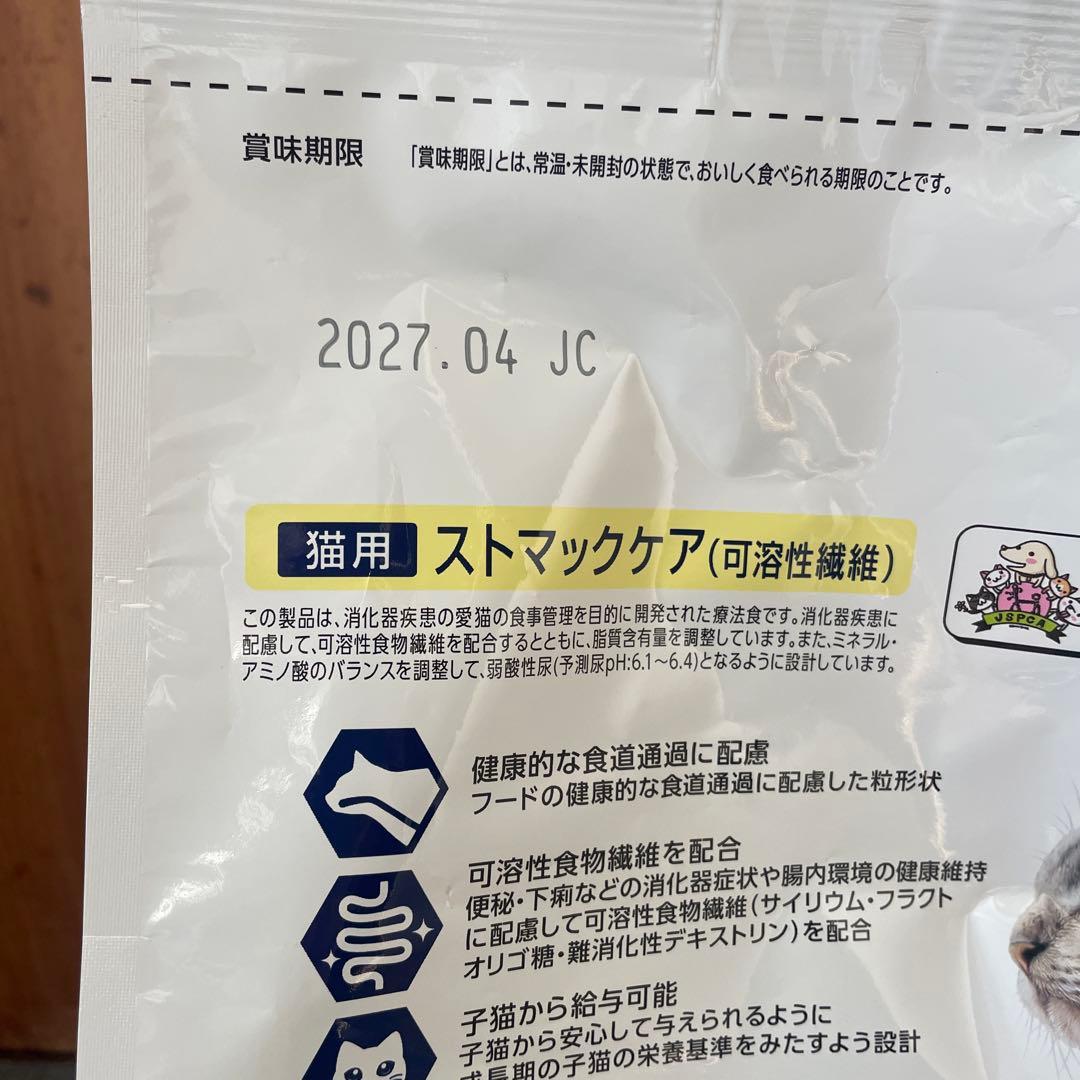 賞味期限 「賞味期限」とは、常温・未開封の状態で、おいしく食べられる期限のことです。
2027.04 JC
猫用 ストマックケア(可溶性繊維)
この製品は、消化器疾患の愛猫の食事管理を目的に開発された療法食です。消化器疾患に
配慮して、可溶性食物繊維を配合するとともに、脂質含有量を調整しています。また、ミネラル・
アミノ酸のバランスを調整して、弱酸性尿(予測尿pH:6.1～6.4)となるように設計しています。
JSPCA
健康的な食道通過に配慮
フードの健康的な食道通過に配慮した粒形状
可溶性食物繊維を配合
便秘・下痢などの消化器症状や腸内環境の健康維持
に配慮して可溶性食物繊維(サイリウム・フラクト
オリゴ糖・難消化性デキストリン)を配合
子猫から給与可能
子猫から安心して与えられるように
成長期の子猫の栄養基準をみたすよう設計